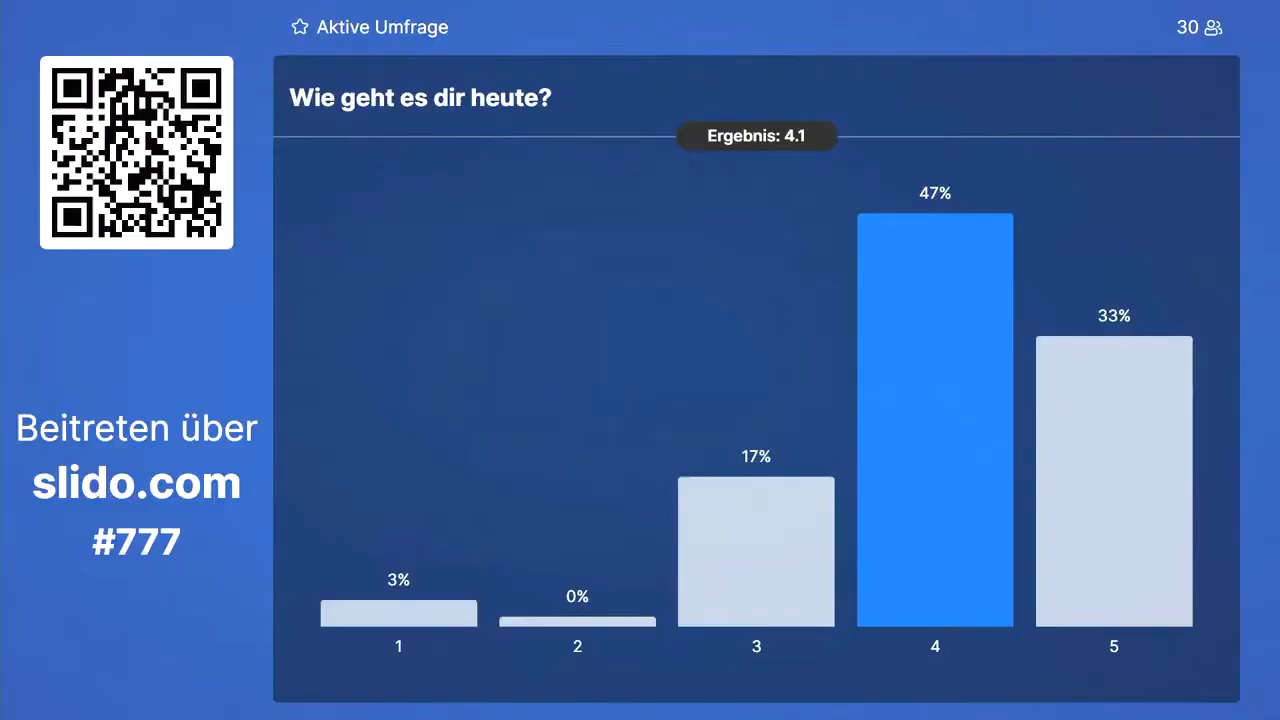 Aktive Umfrage
30
Wie geht es dir heute?
Ergebnis: 4.1
47%
33%
17%
3%
0%
1 2 3 4 5
Beitreten über
slido.com
#777